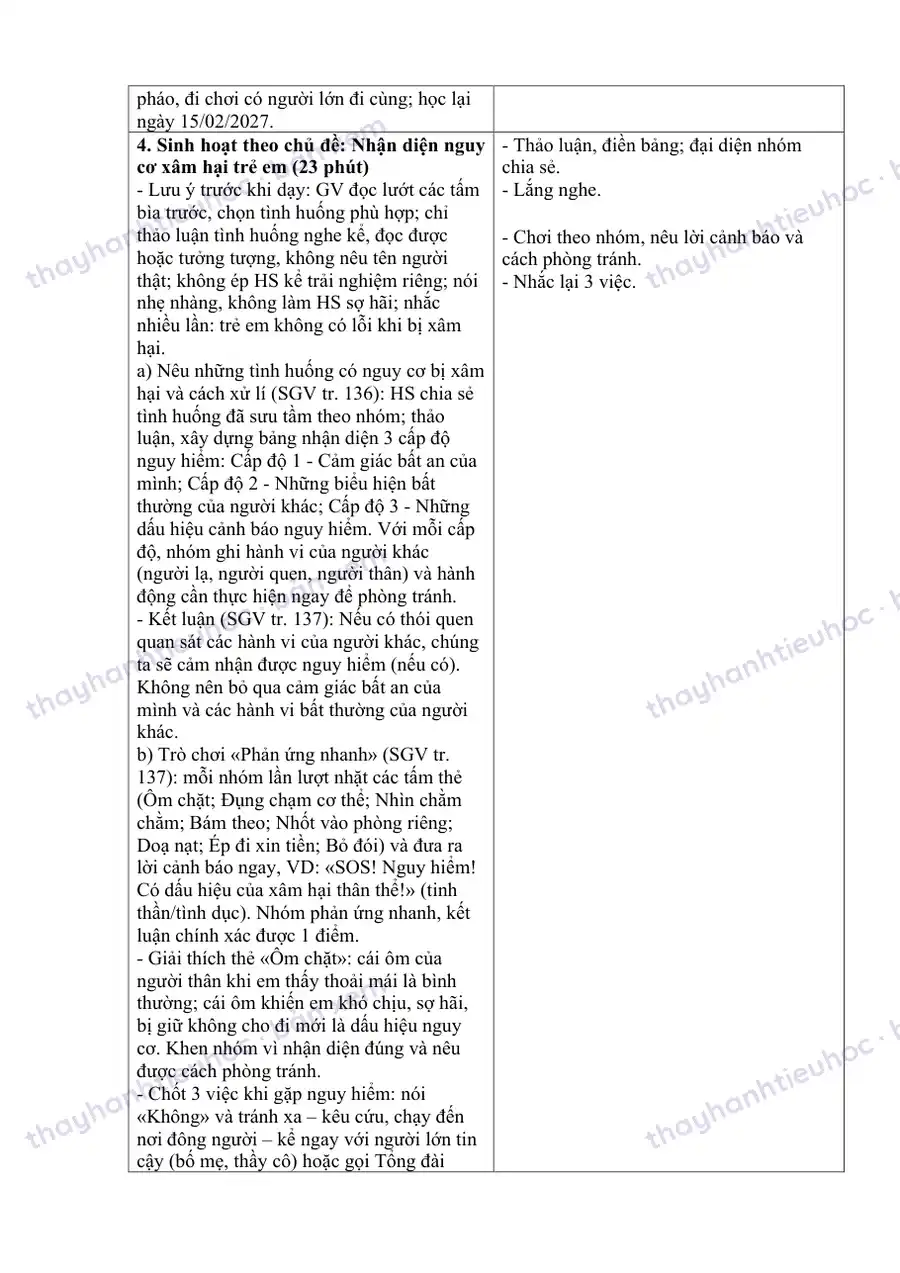 pháo, đi chơi có người lớn đi cùng; học lại
ngày 15/02/2027.
4. Sinh hoạt theo chủ đề: Nhận diện nguy
cơ xâm hại trẻ em (23 phút)
- Lưu ý trước khi dạy: GV đọc lướt các tấm
bìa trước, chọn tình huống phù hợp; chỉ
thảo luận tình huống nghe kể, đọc được
hoặc tưởng tượng, không nêu tên người
thật; không ép HS kể trải nghiệm riêng; nói
nhẹ nhàng, không làm HS sợ hãi; nhắc
nhiều lần: trẻ em không có lỗi khi bị xâm
hại.
a) Nêu những tình huống có nguy cơ bị xâm
hại và cách xử lí (SGV tr. 136): HS chia sẻ
tình huống đã sưu tầm theo nhóm; thảo
luận, xây dựng bảng nhận diện 3 cấp độ
nguy hiểm: Cấp độ 1 - Cảm giác bất an của
mình; Cấp độ 2 - Những biểu hiện bất
thường của người khác; Cấp độ 3 - Những
dấu hiệu cảnh báo nguy hiểm. Với mỗi cấp
độ, nhóm ghi hành vi của người khác
(người lạ, người quen, người thân) và hành
động cần thực hiện ngay để phòng tránh.
- Kết luận (SGV tr. 137): Nếu có thói quen
quan sát các hành vi của người khác, chúng
ta sẽ cảm nhận được nguy hiểm (nếu có).
Không nên bỏ qua cảm giác bất an của
mình và các hành vi bất thường của người
khác.
b) Trò chơi «Phản ứng nhanh» (SGV tr.
137): mỗi nhóm lần lượt nhặt các tấm thẻ
(Ôm chặt; Đụng chạm cơ thể; Nhìn chằm
chằm; Bám theo; Nhốt vào phòng riêng;
Doạ nạt; Ép đi xin tiền; Bỏ đói) và đưa ra
lời cảnh báo ngay, VD: «SOS! Nguy hiểm!
Có dấu hiệu của xâm hại thân thể!» (tinh
thần/tình dục). Nhóm phản ứng nhanh, kết
luận chính xác được 1 điểm.
- Giải thích thẻ «Ôm chặt»: cái ôm của
người thân khi em thấy thoải mái là bình
thường; cái ôm khiến em khó chịu, sợ hãi,
bị giữ không cho đi mới là dấu hiệu nguy
cơ. Khen nhóm vì nhận diện đúng và nêu
được cách phòng tránh.
- Chốt 3 việc khi gặp nguy hiểm: nói
«Không» và tránh xa – kêu cứu, chạy đến
nơi đông người – kể ngay với người lớn tin
cậy (bố mẹ, thầy cô) hoặc gọi Tổng đài
- Thảo luận, điền bảng; đại diện nhóm
chia sẻ.
- Lắng nghe.
- Chơi theo nhóm, nêu lời cảnh báo và
cách phòng tránh.
- Nhắc lại 3 việc.
thayhanhtieuhoc · bản xem
thayhanhtieuhoc · b
thayhanhtieuhoc · bản xem
thayhanhtieuhoc · b
thayhanhtieuhoc · bản xem
thayhanhtieuhoc · b